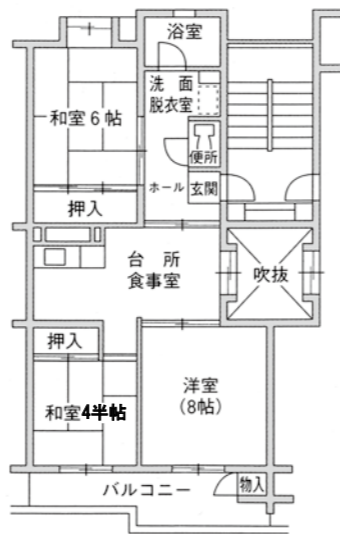 浴室
洗面
脱衣室
和室6帖
便所
ホール
玄関
押入
台所
食事室
吹抜
押入
洋室
(8帖)
和室4半帖
物入
バルコニー